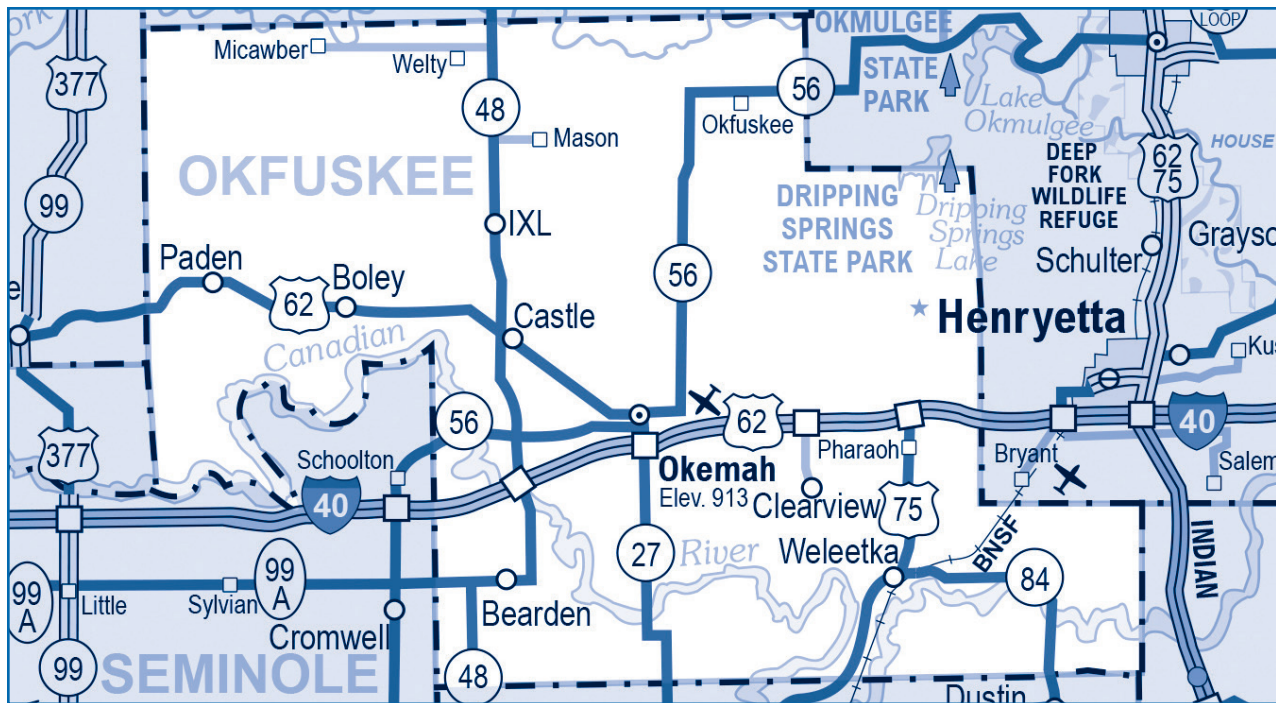 OKMULGEE
LOOP
Micawber
Welty
377
48
STATE
PARK
56
Okfuskee
Lake
Okmulgee
Mason
HOUSE
DEEP
FORK
WILDLIFE
REFUGE
62
75
OKFUSKEE
99
DRIPPING
SPRINGS
STATE PARK
Dripping
Springs
Lake
IXL
Schulter
Grayso
Paden
Boley
62
56
Castle
Henryetta
Canadian
Kus
56
62
40
377
Schoolton
Okemah
Elev. 913
Pharaoh
Bryant
Salem
40
Clearview
75
River
27
Weleetka
BNSF
INDIAN
84
99
A
Little
Sylvian
99
A
Bearden
Cromwell
SEMINOLE
99
48
Dustin